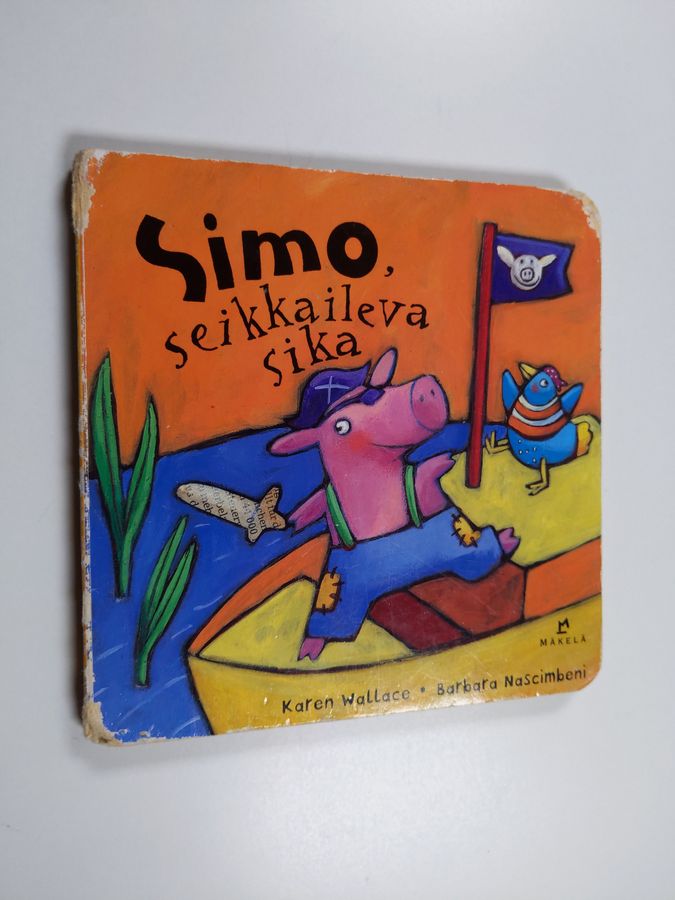 Simo,
seikkaileva
sika
MÄKELÄ
Karen Wallace • Barbara Nascimbeni